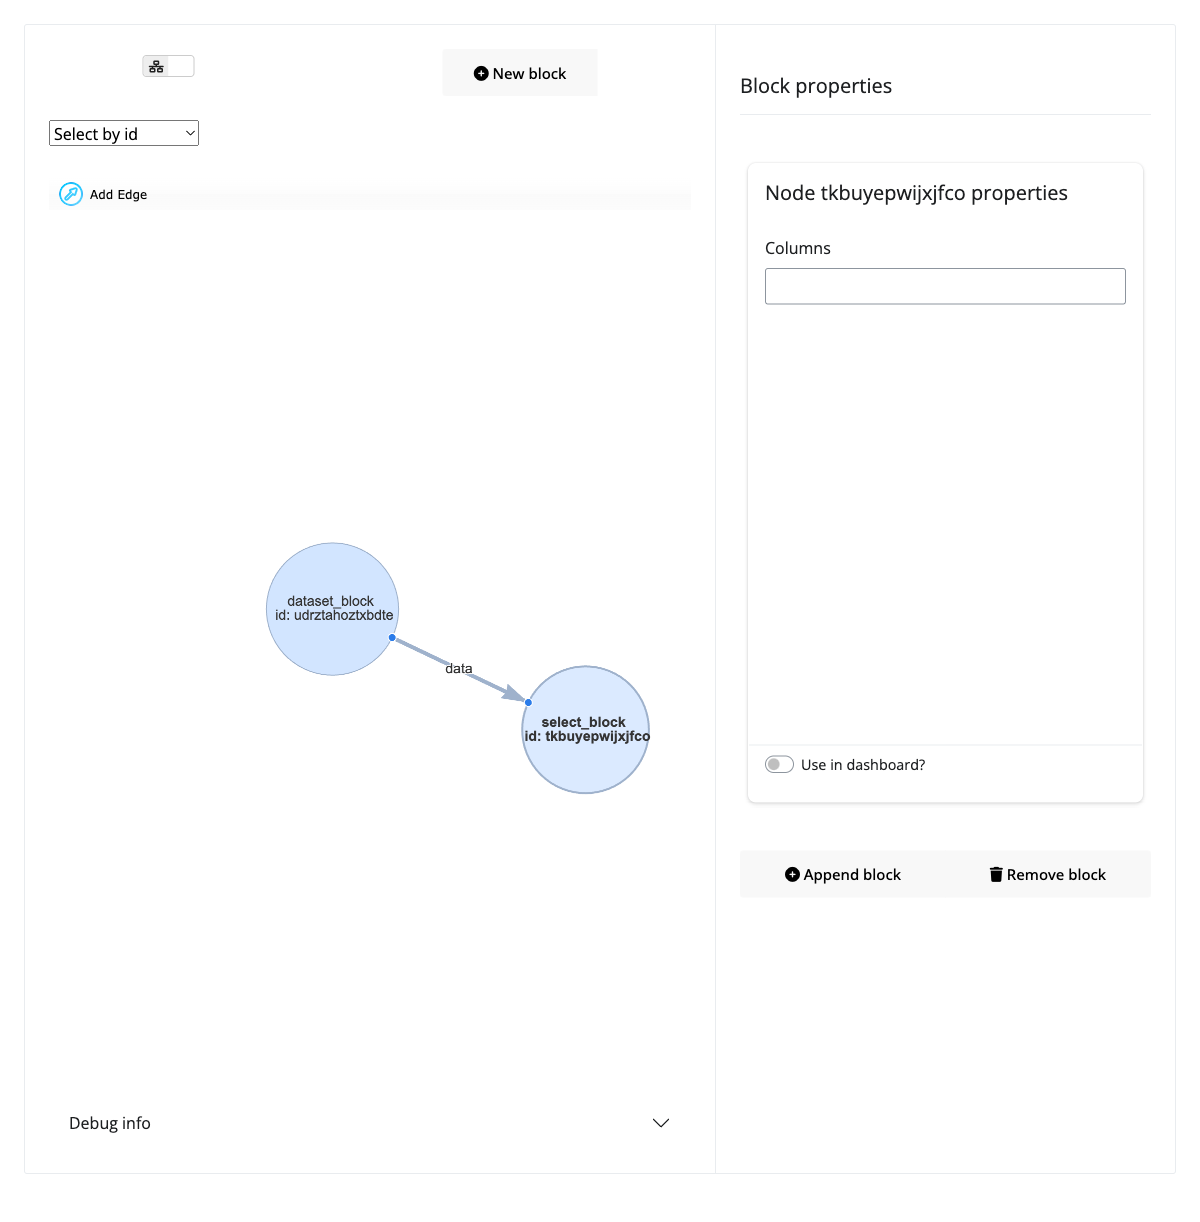 New block
Select by id
Add Edge
dataset_block
id: udrztahoztxbdte
data
select_block
id: tkbuyepwijxjfco
Debug info
Block properties
Node tkbuyepwijxjfco properties
Columns
Use in dashboard?
Append block
Remove block